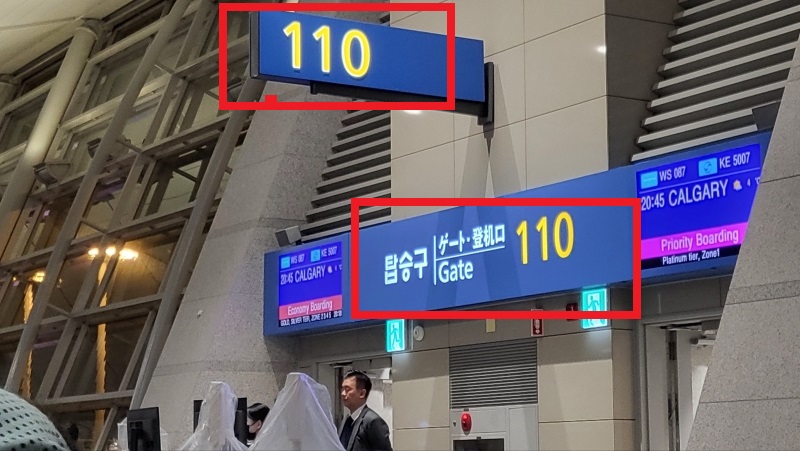 110
WS 087 KE 5007
20:45 CALGARY
Priority Boarding
Platinum tier, Zone1
탑승구
ゲート·登机口
Gate
110
WS 087 KE 5007
20:45 CALGARY
Economy Boarding